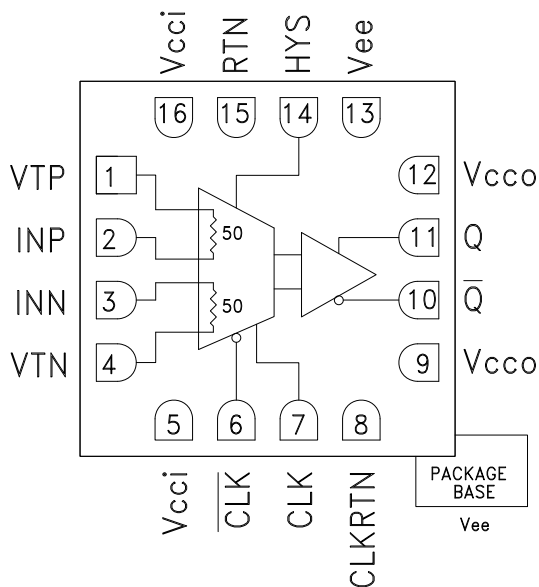 Vcci
RTN
HYS
Vee
16
15
14
13
VTP
1
50
12
Vcco
INP
2
11
Q
INN
3
50
10
Q̅
VTN
4
9
Vcco
5
6
7
8
Vcci
C̅L̅K̅
CLK
CLKRTN
PACKAGE
BASE
Vee